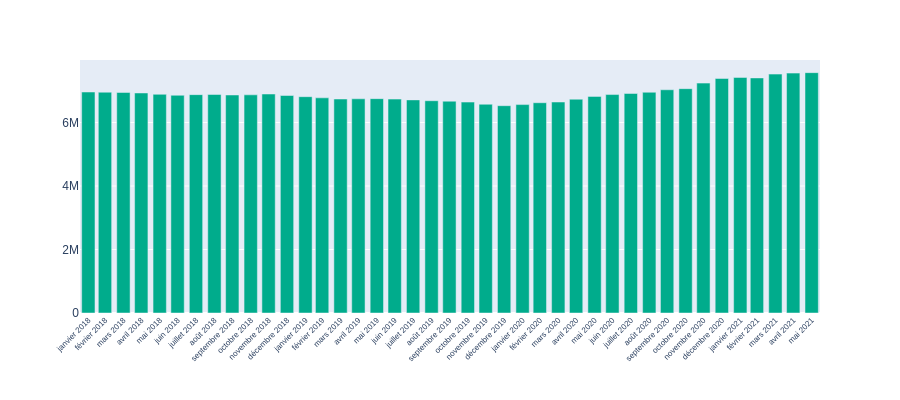 6M
4M
2M
0
janvier 2018
février 2018
mars 2018
avril 2018
mai 2018
juin 2018
juillet 2018
août 2018
septembre 2018
octobre 2018
novembre 2018
décembre 2018
janvier 2019
février 2019
mars 2019
avril 2019
mai 2019
juin 2019
juillet 2019
août 2019
septembre 2019
octobre 2019
novembre 2019
décembre 2019
janvier 2020
février 2020
mars 2020
avril 2020
mai 2020
juin 2020
juillet 2020
août 2020
septembre 2020
octobre 2020
novembre 2020
décembre 2020
janvier 2021
février 2021
mars 2021
avril 2021
mai 2021